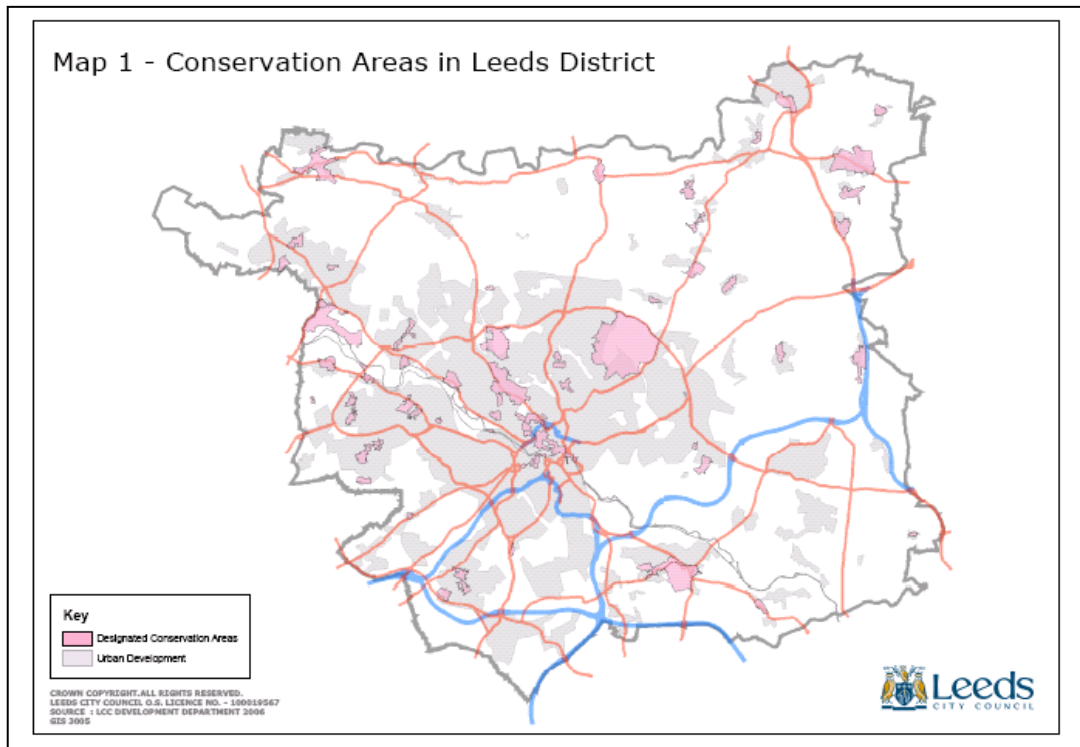 Map 1 - Conservation Areas in Leeds District
Key
Designated Conservation Areas
Urban Development
CROWN COPYRIGHT.ALL RIGHTS RESERVED.
LEEDS CITY COUNCIL O.S. LICENCE NO. - 100019567
SOURCE : LCC DEVELOPMENT DEPARTMENT 2006
GIS 3005
Leeds
CITY COUNCIL